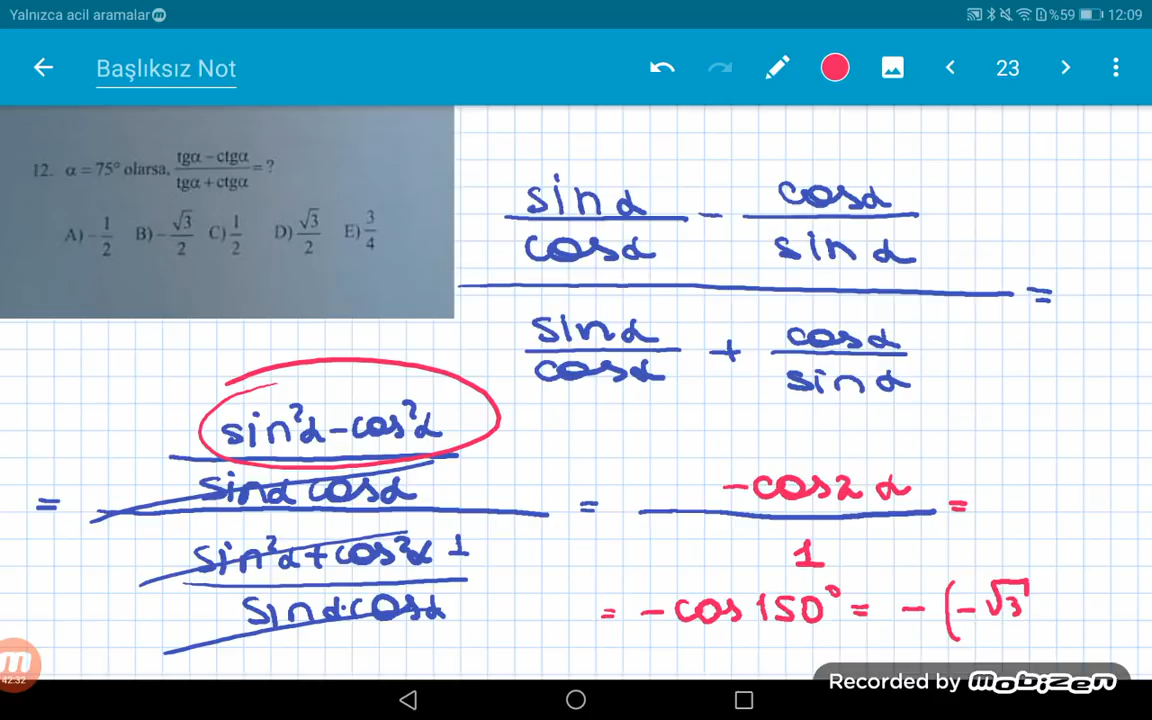 Yalnızca acil aramalar
%59 12:09
Başlıksız Not
23
12. α = 75° olarsa, (tgα − ctgα)/(tgα + ctgα) = ?
A) −1/2 B) −√3/2 C) 1/2 D) √3/2 E) 3/4
sinα/cosα − cosα/sinα
=
sinα/cosα + cosα/sinα
sin²α − cos²α
sinα cosα
=
sin²α + cos²α 1
sinα·cosα
= −cos2α =
1
= −cos150° = −(−√3
42:32
Recorded by mobizen